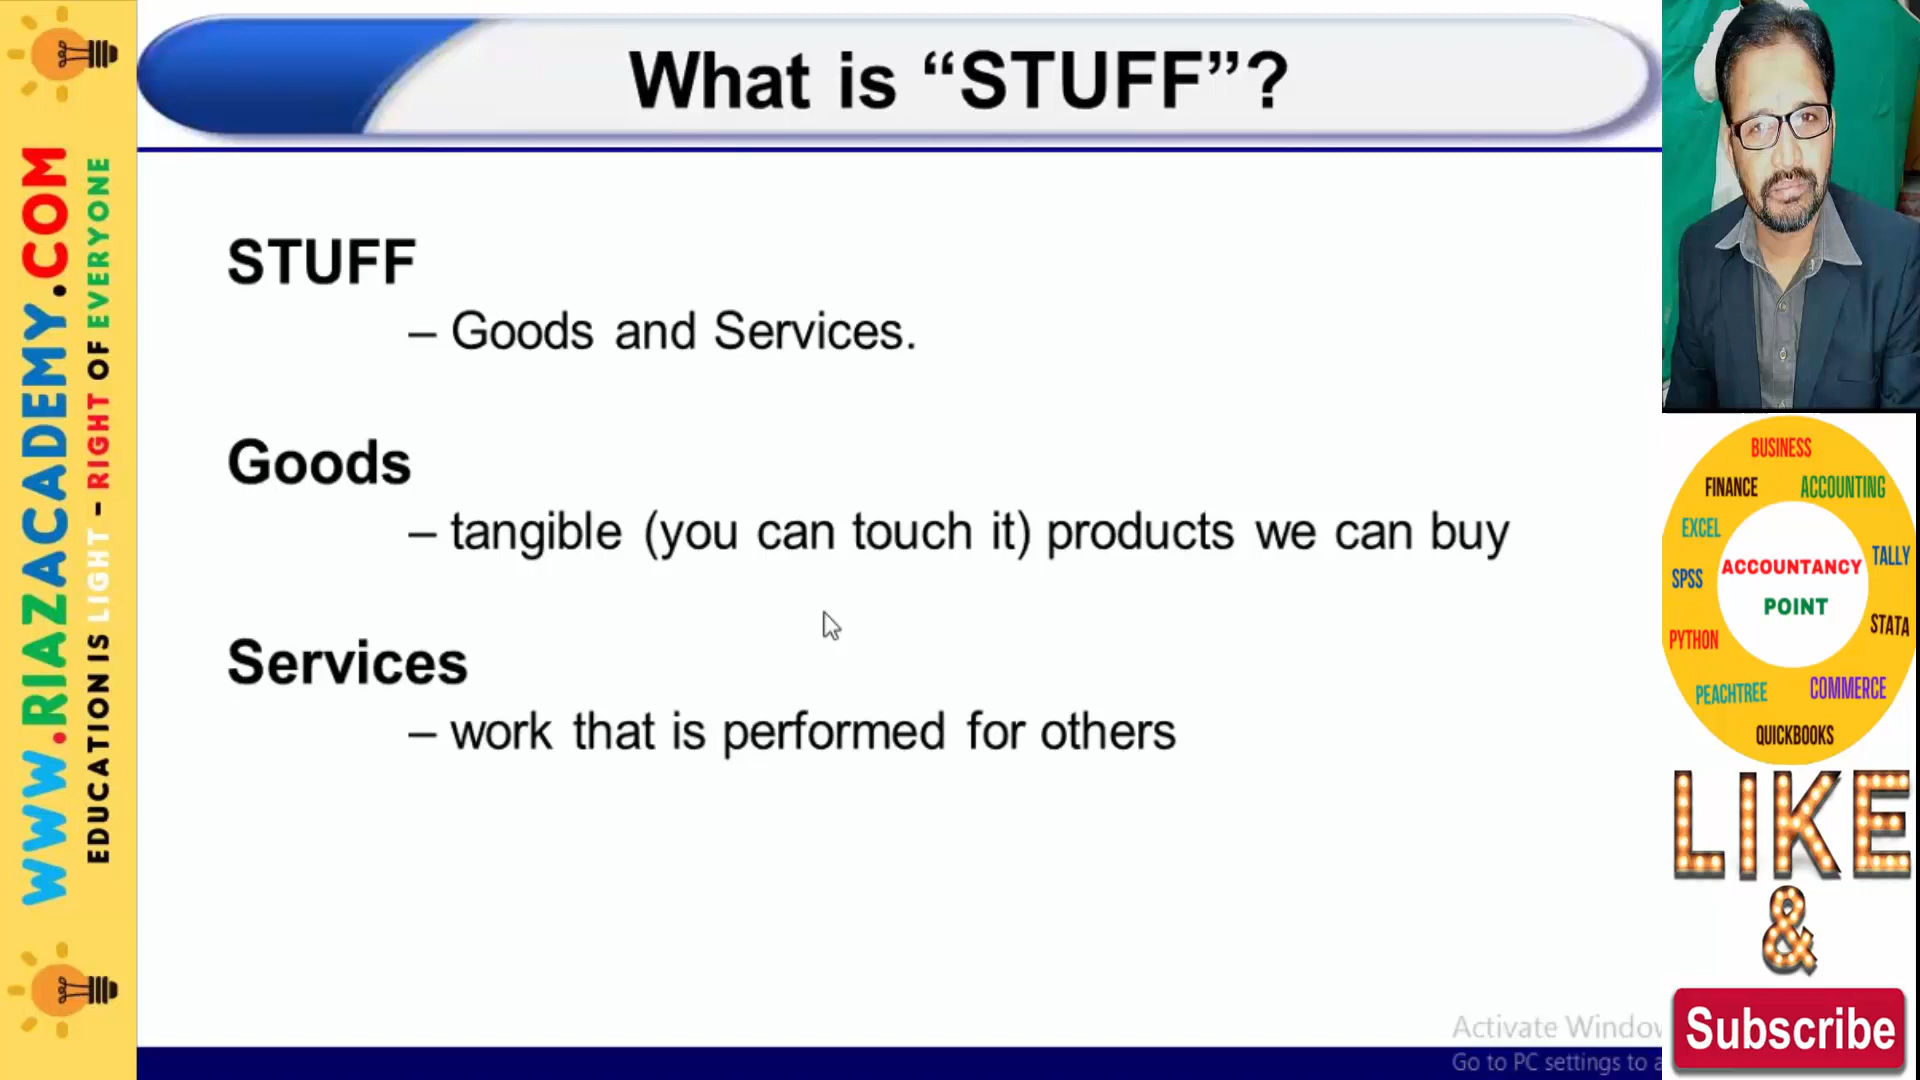 WWW.RIAZACADEMY.COM
EDUCATION IS LIGHT – RIGHT OF EVERYONE
What is “STUFF”?
STUFF
– Goods and Services.
Goods
– tangible (you can touch it) products we can buy
Services
– work that is performed for others
BUSINESS
FINANCE
ACCOUNTING
EXCEL
TALLY
SPSS
ACCOUNTANCY
POINT
STATA
PYTHON
PEACHTREE
COMMERCE
QUICKBOOKS
LIKE
&
Subscribe
Activate Window
Go to PC settings to a